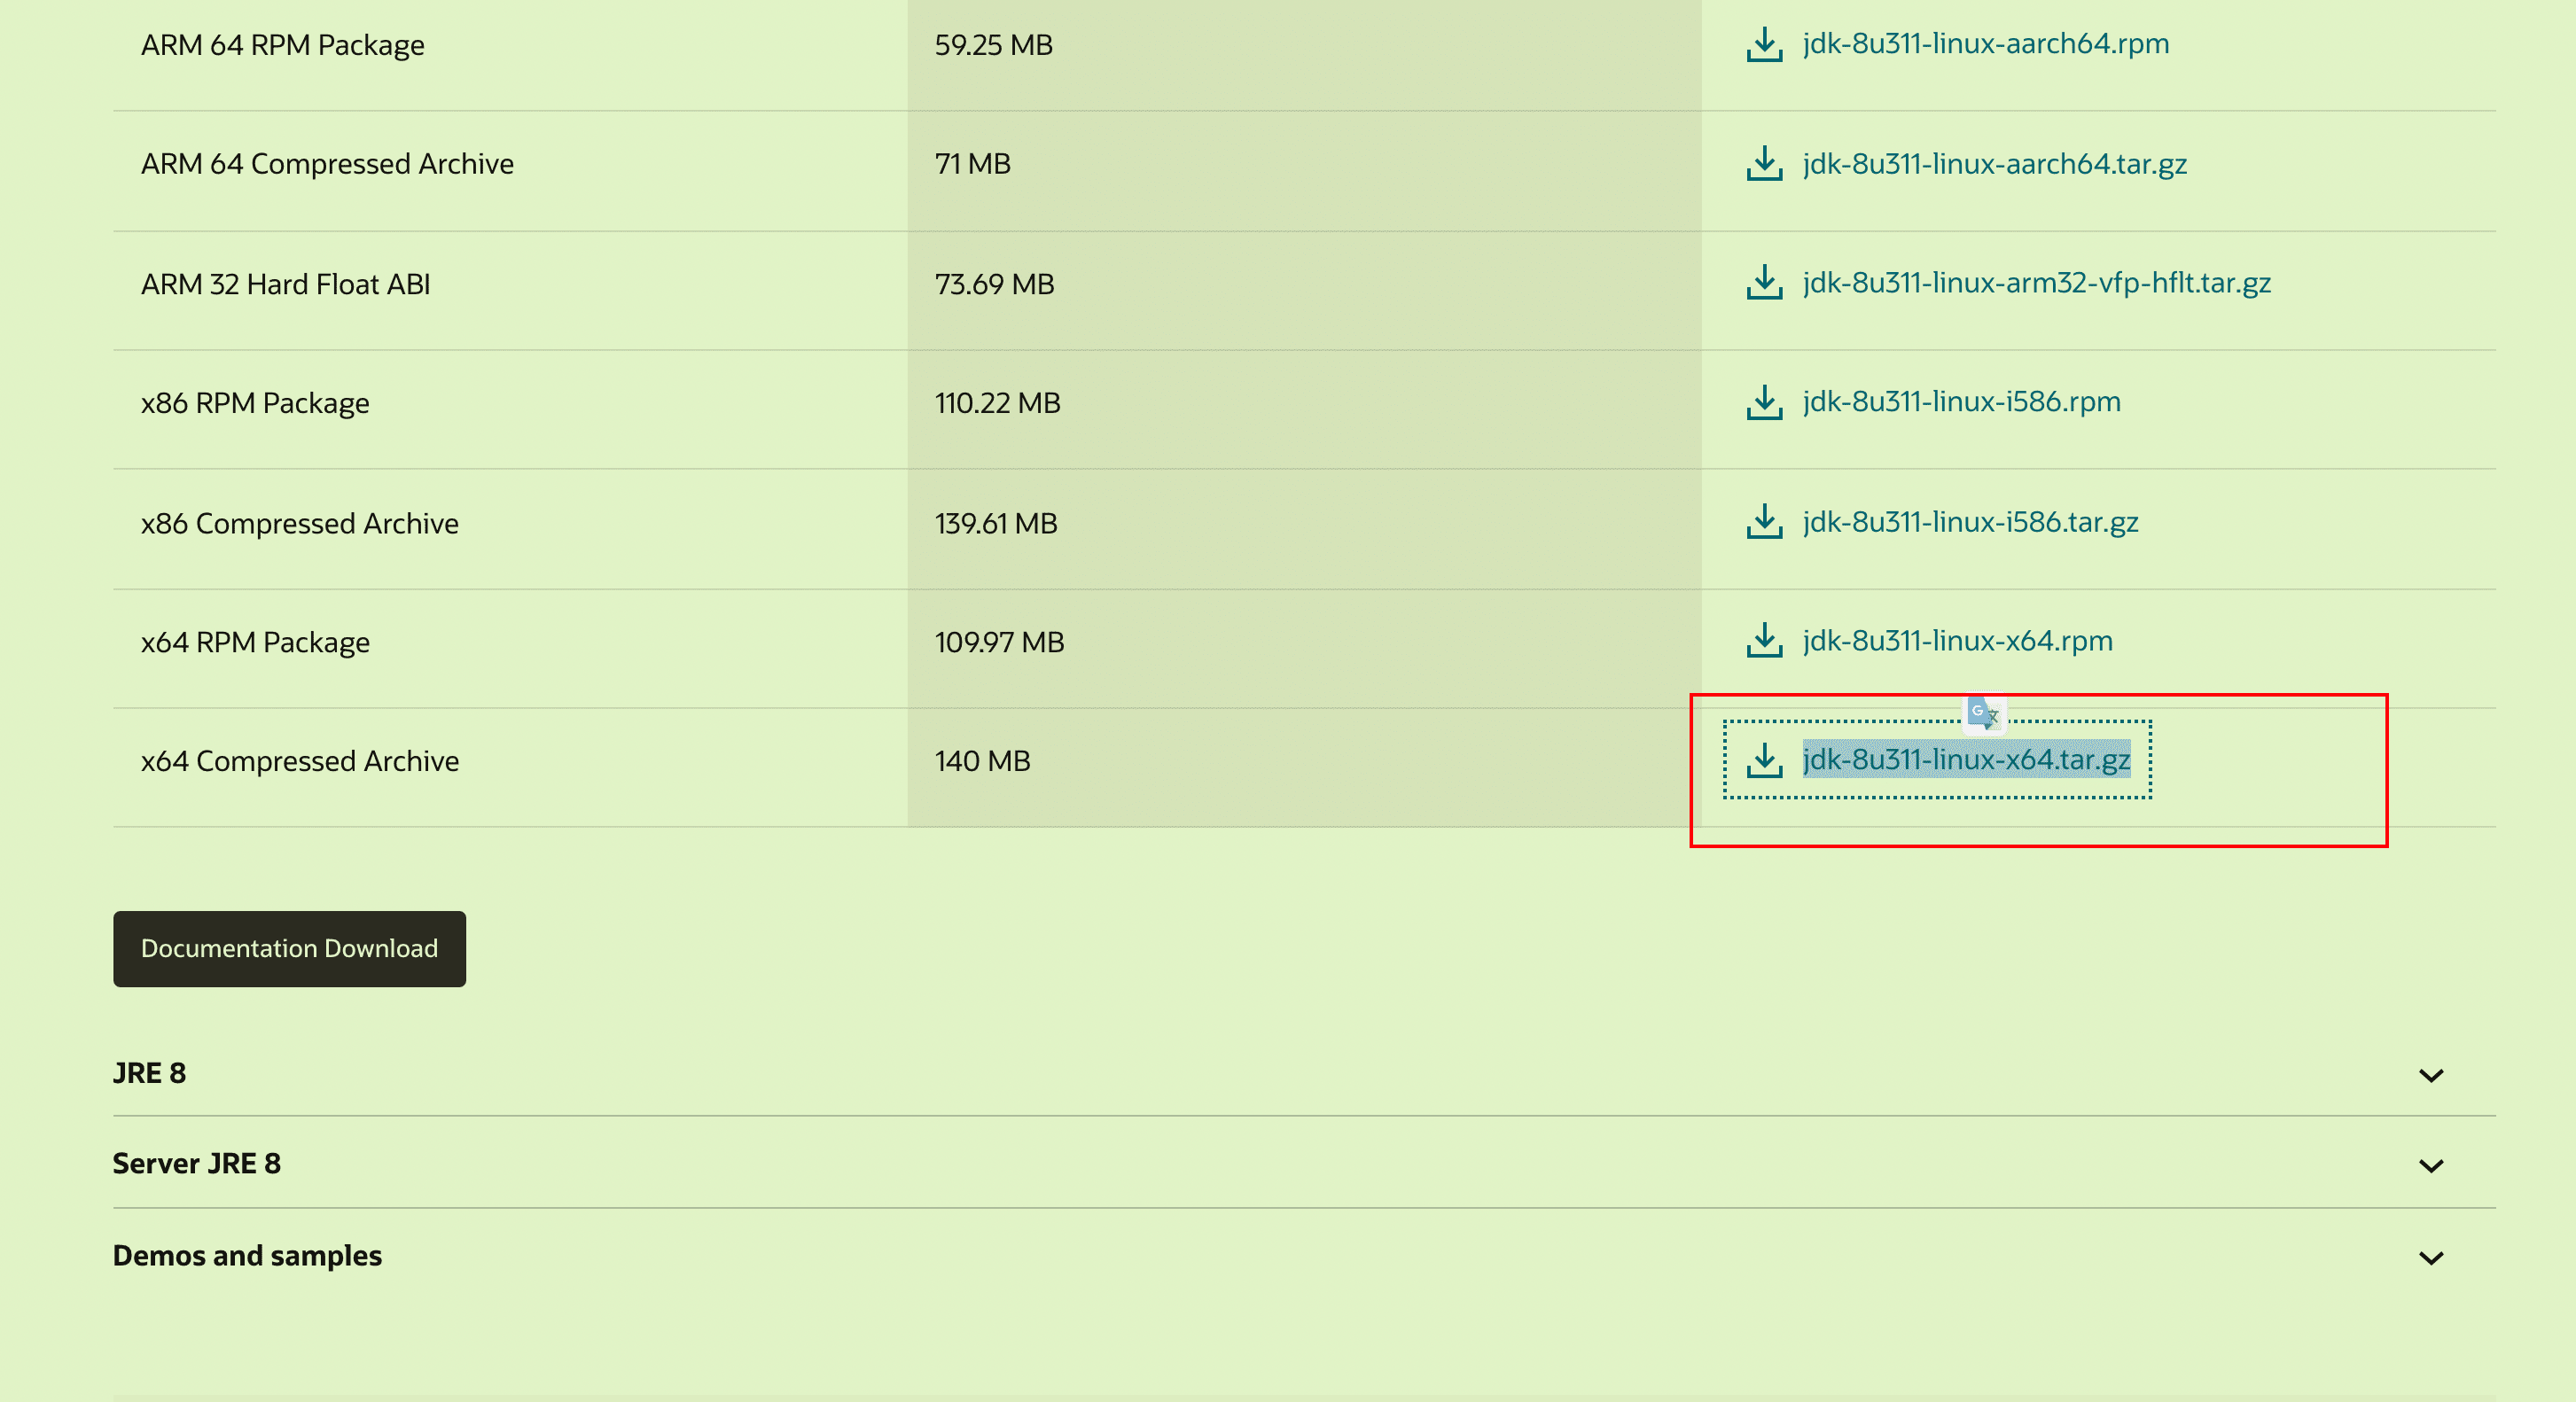 ARM 64 RPM Package 59.25 MB jdk-8u311-linux-aarch64.rpm
ARM 64 Compressed Archive 71 MB jdk-8u311-linux-aarch64.tar.gz
ARM 32 Hard Float ABI 73.69 MB jdk-8u311-linux-arm32-vfp-hflt.tar.gz
x86 RPM Package 110.22 MB jdk-8u311-linux-i586.rpm
x86 Compressed Archive 139.61 MB jdk-8u311-linux-i586.tar.gz
x64 RPM Package 109.97 MB jdk-8u311-linux-x64.rpm
x64 Compressed Archive 140 MB jdk-8u311-linux-x64.tar.gz
Documentation Download
JRE 8
Server JRE 8
Demos and samples